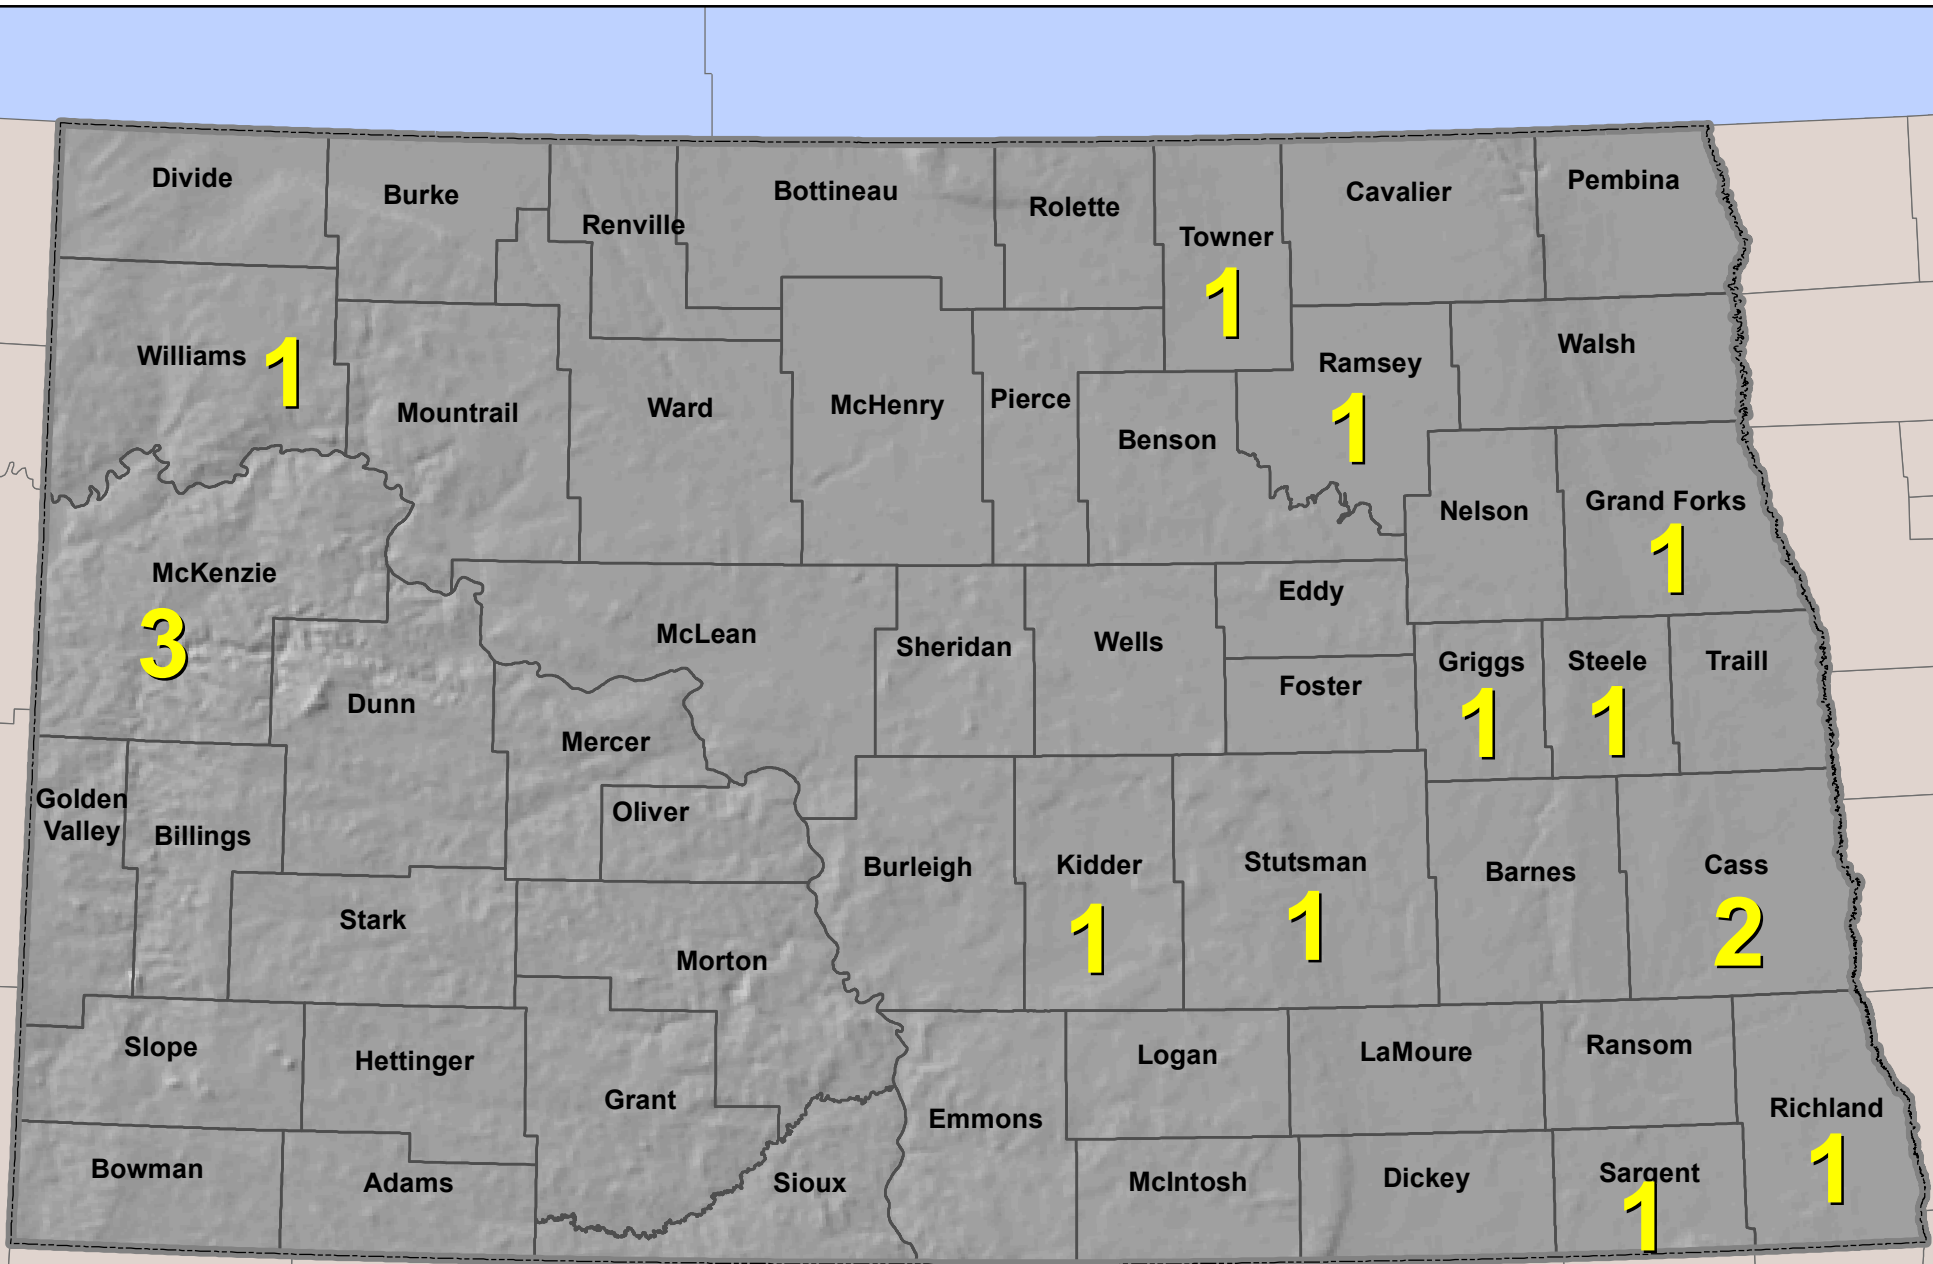 Divide
Burke
Renville
Bottineau
Rolette
Towner
1
Cavalier
Pembina
Williams 1
Mountrail
Ward
McHenry
Pierce
Benson
Ramsey
1
Walsh
Nelson
Grand Forks
1
McKenzie
3
Dunn
McLean
Mercer
Oliver
Sheridan
Wells
Eddy
Foster
Griggs
1
Steele
1
Traill
Golden
Valley
Billings
Stark
Morton
Burleigh
Kidder
1
Stutsman
1
Barnes
Cass
2
Slope
Hettinger
Grant
Emmons
Logan
LaMoure
Ransom
Richland
1
Bowman
Adams
Sioux
McIntosh
Dickey
Sargent
1